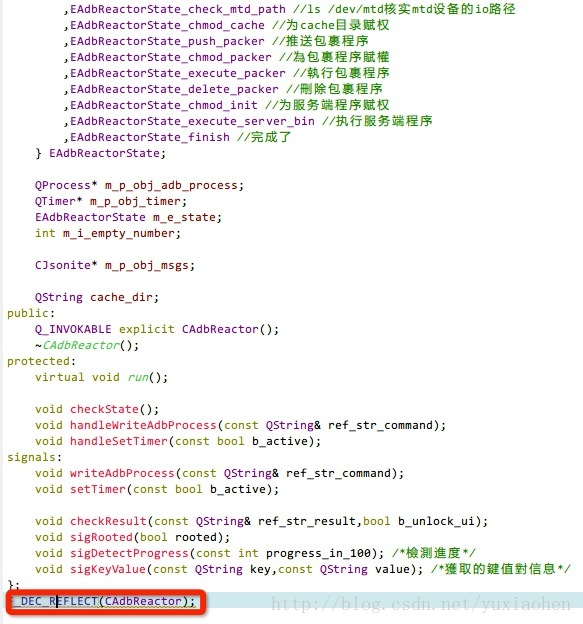 ,EAdbReactorState_check_mtd_path //ls /dev/mtd核实mtd设备的io路径
,EAdbReactorState_chmod_cache //为cache目录赋权
,EAdbReactorState_push_packer //推送包裹程序
,EAdbReactorState_chmod_packer //為包裹程序賦權
,EAdbReactorState_execute_packer //執行包裹程序
,EAdbReactorState_delete_packer //刪除包裹程序
,EAdbReactorState_chmod_init //为服务端程序赋权
,EAdbReactorState_execute_server_bin //执行服务端程序
,EAdbReactorState_finish //完成了
} EAdbReactorState;
QProcess* m_p_obj_adb_process;
QTimer* m_p_obj_timer;
EAdbReactorState m_e_state;
int m_i_empty_number;
CJsonite* m_p_obj_msgs;
QString cache_dir;
public:
Q_INVOKABLE explicit CAdbReactor();
~CAdbReactor();
protected:
virtual void run();
void checkState();
void handleWriteAdbProcess(const QString& ref_str_command);
void handleSetTimer(const bool b_active);
signals:
void writeAdbProcess(const QString& ref_str_command);
void setTimer(const bool b_active);
void checkResult(const QString& ref_str_result,bool b_unlock_ui);
void sigRooted(bool rooted);
void sigDetectProgress(const int progress_in_100); /*檢測進度*/
void sigKeyValue(const QString key,const QString value); /*獲取的鍵值對信息*/
};
_DEC_REFLECT(CAdbReactor);
http://blog.csdn.net/yuxiaohen